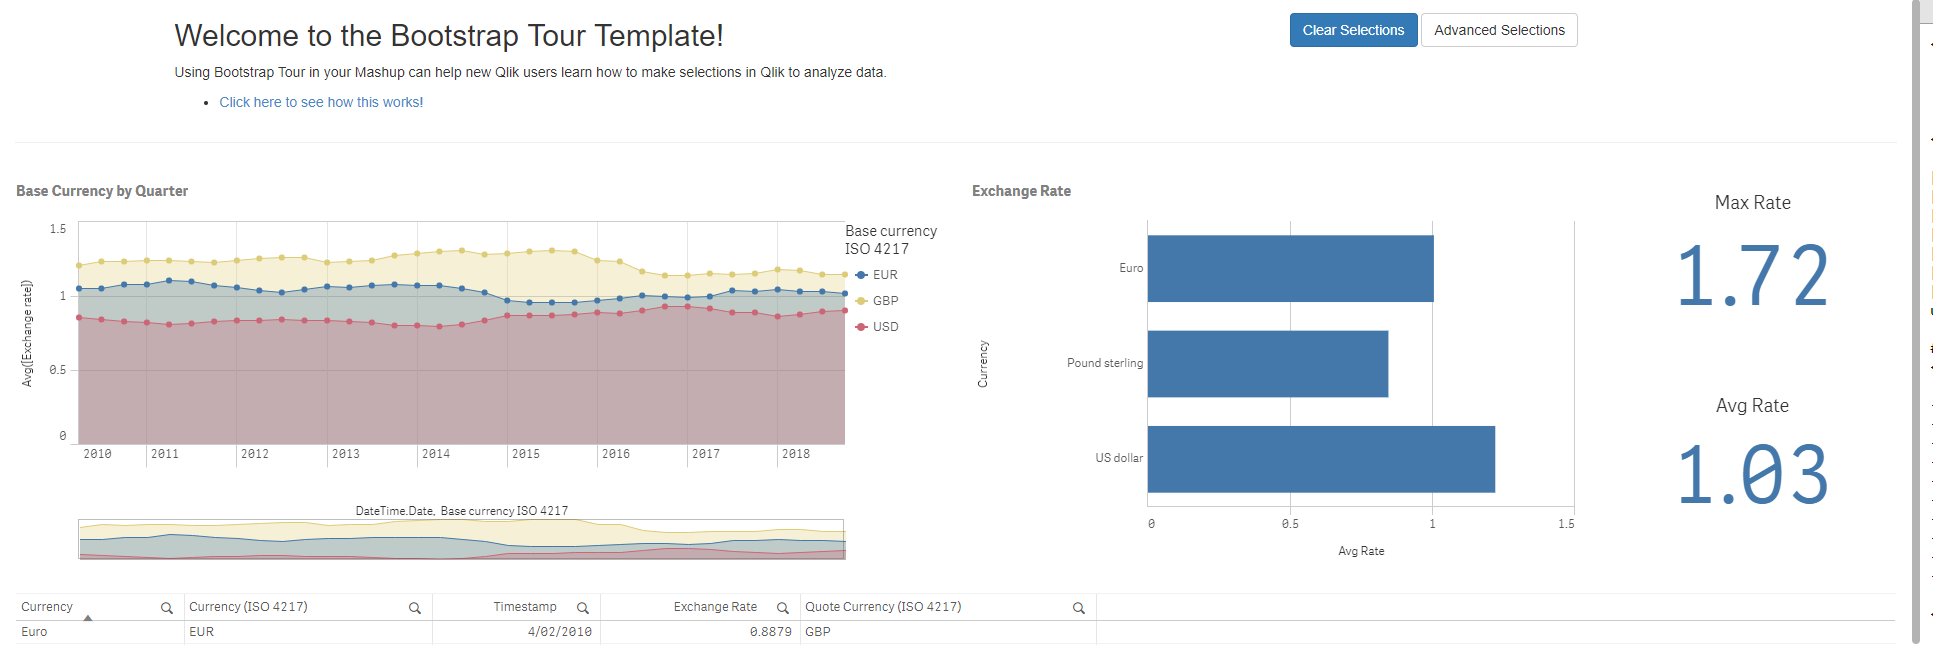 Welcome to the Bootstrap Tour Template!
Clear Selections
Advanced Selections
Using Bootstrap Tour in your Mashup can help new Qlik users learn how to make selections in Qlik to analyze data.
Click here to see how this works!
Base Currency by Quarter
Avg([Exchange rate])
1.5
1
0.5
0
2010 2011 2012 2013 2014 2015 2016 2017 2018
DateTime.Date, Base currency ISO 4217
Base currency
ISO 4217
EUR
GBP
USD
Exchange Rate
Currency
Euro
Pound sterling
US dollar
0 0.5 1 1.5
Avg Rate
Max Rate
1.72
Avg Rate
1.03
Currency Currency (ISO 4217) Timestamp Exchange Rate Quote Currency (ISO 4217)
Euro EUR 4/02/2010 0.8879 GBP